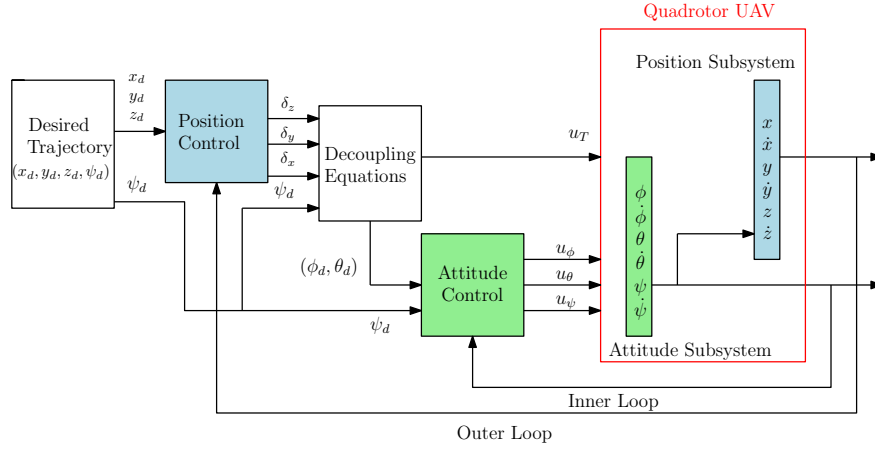 Quadrotor UAV
Position Subsystem
x_d
y_d
z_d
Desired
Trajectory
(x_d, y_d, z_d, ψ_d)
ψ_d
Position
Control
δ_z
δ_y
δ_x
ψ_d
Decoupling
Equations
u_T
x
ẋ
y
ẏ
z
ż
ϕ
ϕ̇
θ
θ̇
ψ
ψ̇
(ϕ_d, θ_d)
Attitude
Control
u_ϕ
u_θ
u_ψ
ψ_d
Attitude Subsystem
Inner Loop
Outer Loop